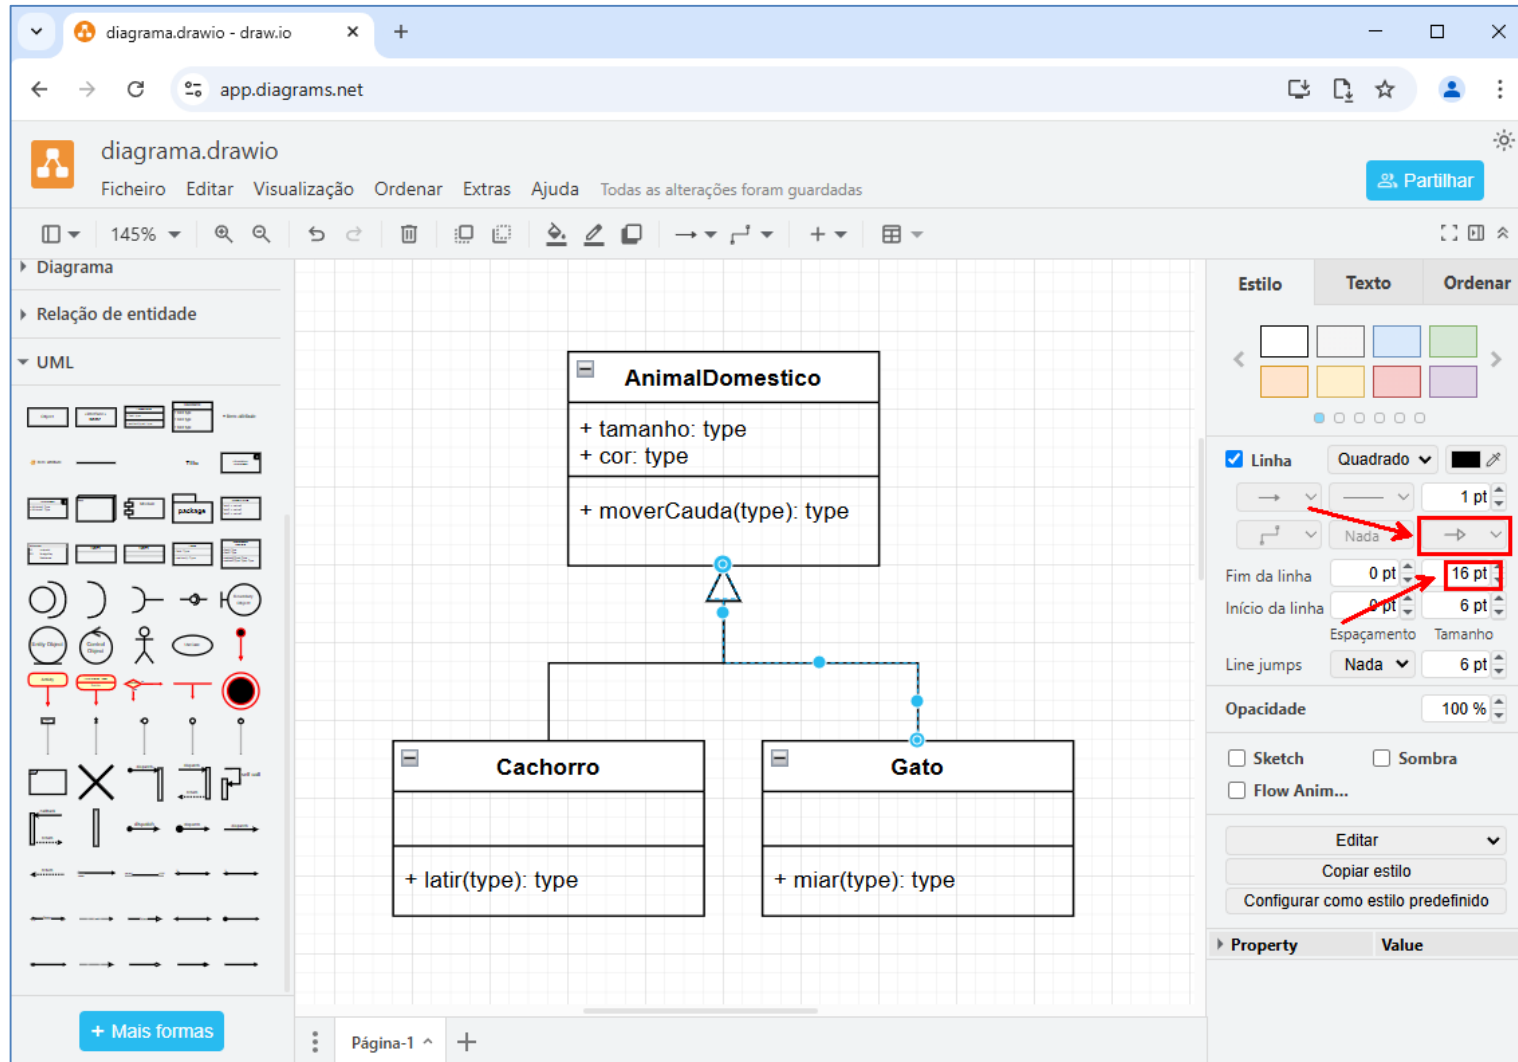 diagrama.drawio - draw.io
app.diagrams.net
diagrama.drawio
Ficheiro Editar Visualização Ordenar Extras Ajuda Todas as alterações foram guardadas
Partilhar
145%
Diagrama
Relação de entidade
UML
package
Mais formas
AnimalDomestico
+ tamanho: type
+ cor: type
+ moverCauda(type): type
Cachorro
+ latir(type): type
Gato
+ miar(type): type
Página-1
Estilo Texto Ordenar
Linha Quadrado
1 pt
Nada
Fim da linha 0 pt 16 pt
Início da linha 0 pt 6 pt
Espaçamento Tamanho
Line jumps Nada 6 pt
Opacidade 100 %
Sketch Sombra
Flow Anim...
Editar
Copiar estilo
Configurar como estilo predefinido
Property Value